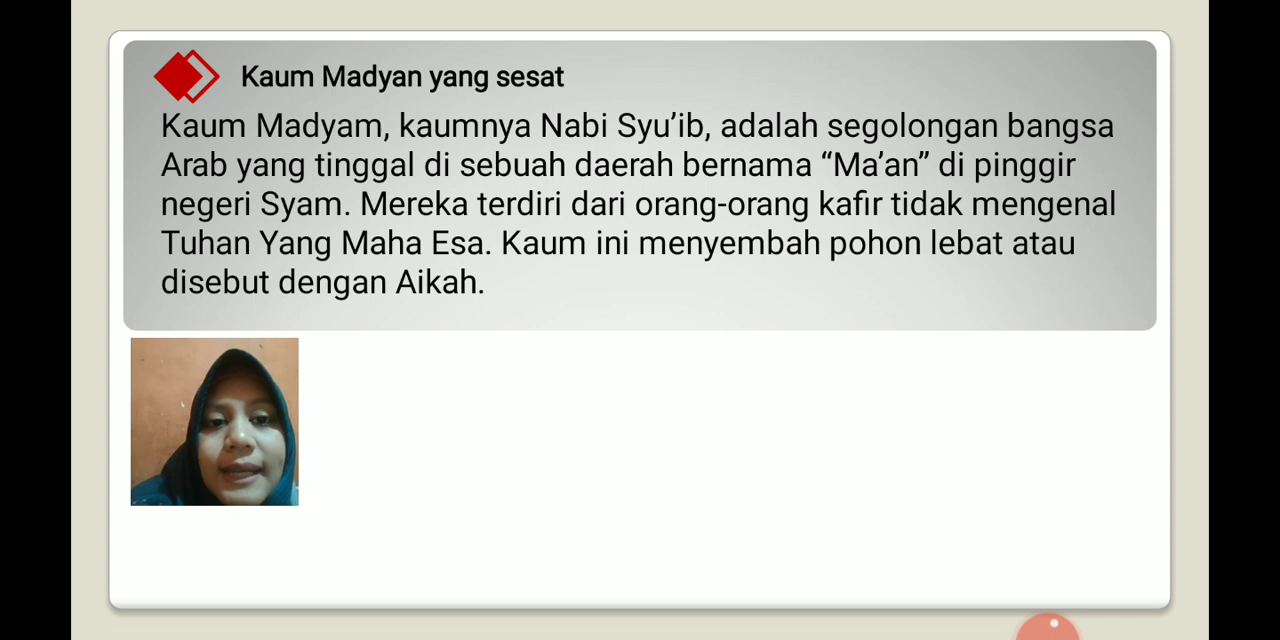 Kaum Madyan yang sesat
Kaum Madyam, kaumnya Nabi Syu’ib, adalah segolongan bangsa
Arab yang tinggal di sebuah daerah bernama “Ma’an” di pinggir
negeri Syam. Mereka terdiri dari orang-orang kafir tidak mengenal
Tuhan Yang Maha Esa. Kaum ini menyembah pohon lebat atau
disebut dengan Aikah.